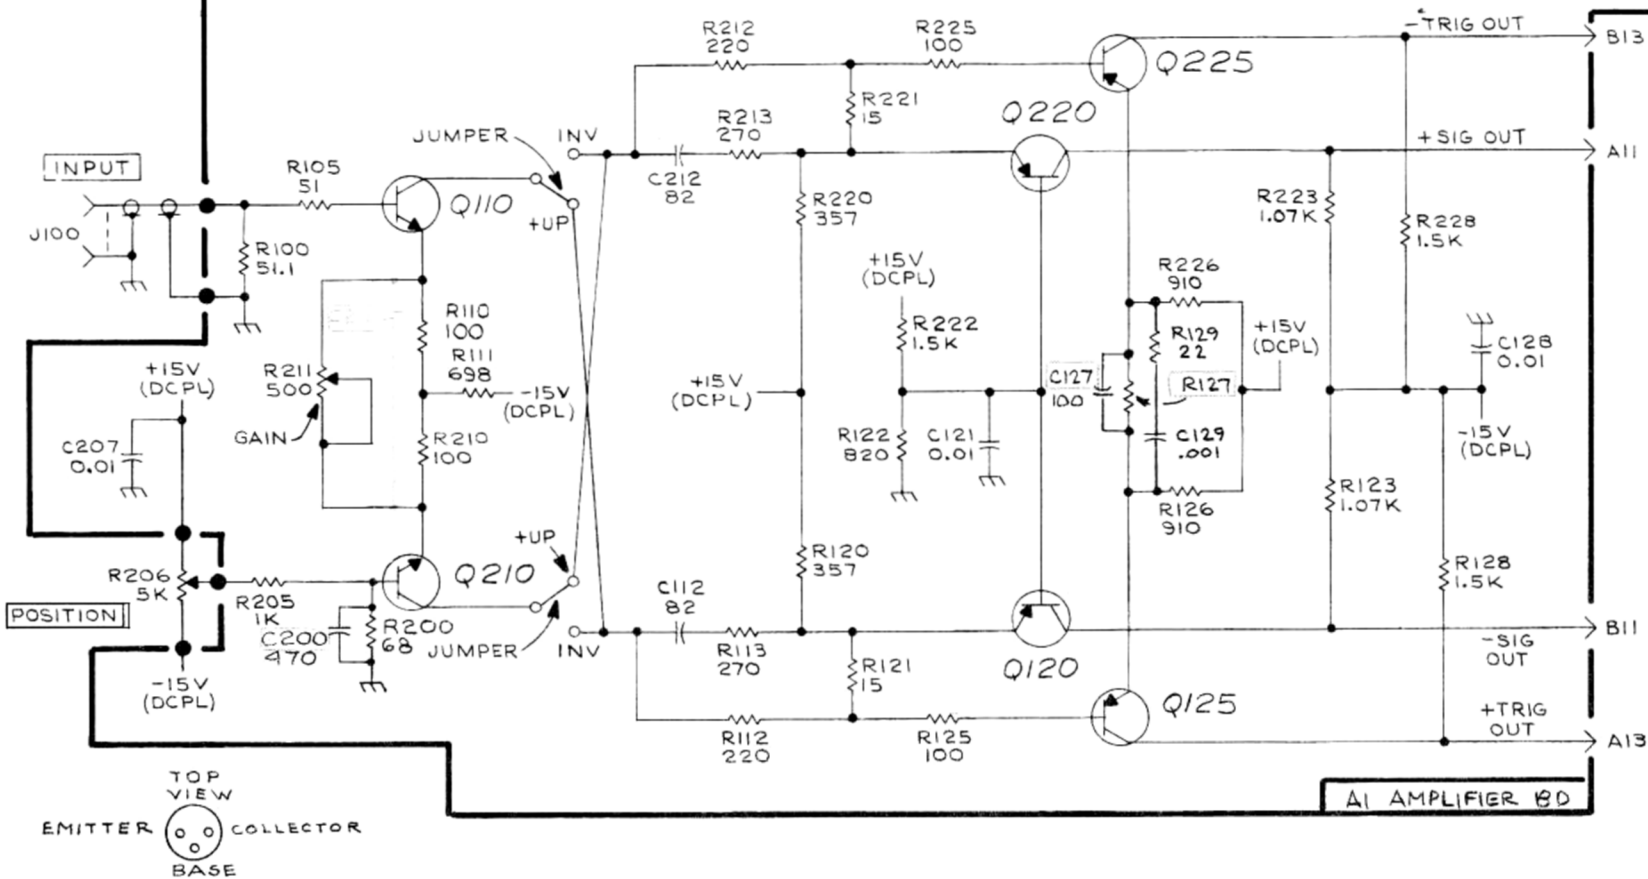 R212
220
R225
100
-TRIG OUT
B13
Q225
R221
15
Q220
JUMPER
INV
R213
270
+SIG OUT
A11
INPUT
R105
51
C212
82
Q110
+UP
R220
357
R223
1.07K
R228
1.5K
J100
R100
51.1
+15V
(DCPL)
R226
910
R110
100
R222
1.5K
R129
22
+15V
(DCPL)
C128
0.01
R111
698
+15V
(DCPL)
R211
500
-15V
(DCPL)
+15V
(DCPL)
C127
100
R127
GAIN
R210
100
R122
820
C121
0.01
C129
.001
-15V
(DCPL)
C207
0.01
R123
1.07K
R126
910
+UP
R120
357
R206
5K
Q210
C112
82
R128
1.5K
POSITION
R205
1K
C200
470
R200
68
JUMPER
INV
R113
270
R121
15
Q120
-SIG
OUT
B11
-15V
(DCPL)
Q125
+TRIG
OUT
A13
R112
220
R125
100
TOP
VIEW
EMITTER
COLLECTOR
BASE
A1 AMPLIFIER BD